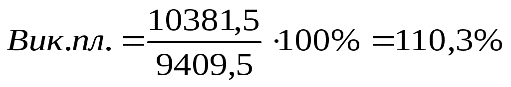 Вик.пл. = 10381,5 / 9409,5 · 100% = 110,3%